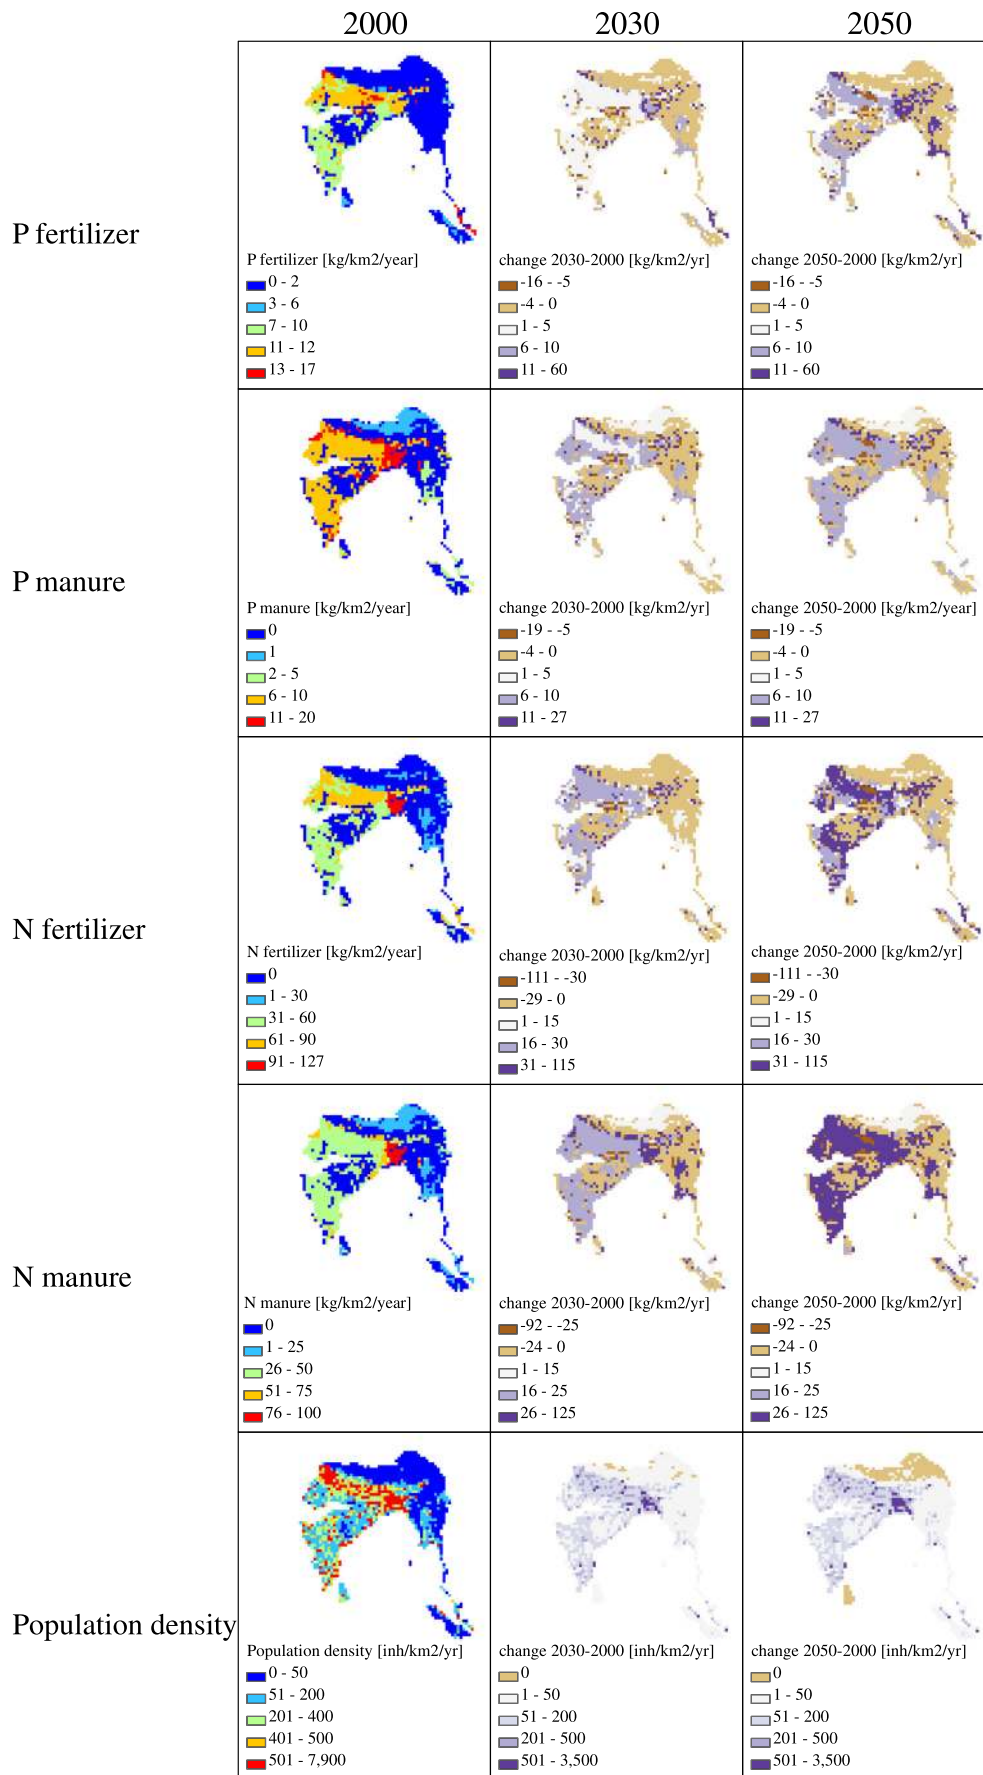 2000 2030 2050
P fertilizer
P fertilizer [kg/km2/year]
0 - 2
3 - 6
7 - 10
11 - 12
13 - 17
change 2030-2000 [kg/km2/yr]
-16 - -5
-4 - 0
1 - 5
6 - 10
11 - 60
change 2050-2000 [kg/km2/yr]
-16 - -5
-4 - 0
1 - 5
6 - 10
11 - 60
P manure
P manure [kg/km2/year]
0
1
2 - 5
6 - 10
11 - 20
change 2030-2000 [kg/km2/yr]
-19 - -5
-4 - 0
1 - 5
6 - 10
11 - 27
change 2050-2000 [kg/km2/year]
-19 - -5
-4 - 0
1 - 5
6 - 10
11 - 27
N fertilizer
N fertilizer [kg/km2/year]
0
1 - 30
31 - 60
61 - 90
91 - 127
change 2030-2000 [kg/km2/yr]
-111 - -30
-29 - 0
1 - 15
16 - 30
31 - 115
change 2050-2000 [kg/km2/yr]
-111 - -30
-29 - 0
1 - 15
16 - 30
31 - 115
N manure
N manure [kg/km2/year]
0
1 - 25
26 - 50
51 - 75
76 - 100
change 2030-2000 [kg/km2/yr]
-92 - -25
-24 - 0
1 - 15
16 - 25
26 - 125
change 2050-2000 [kg/km2/yr]
-92 - -25
-24 - 0
1 - 15
16 - 25
26 - 125
Population density
Population density [inh/km2/yr]
0 - 50
51 - 200
201 - 400
401 - 500
501 - 7,900
change 2030-2000 [inh/km2/yr]
0
1 - 50
51 - 200
201 - 500
501 - 3,500
change 2050-2000 [inh/km2/yr]
0
1 - 50
51 - 200
201 - 500
501 - 3,500